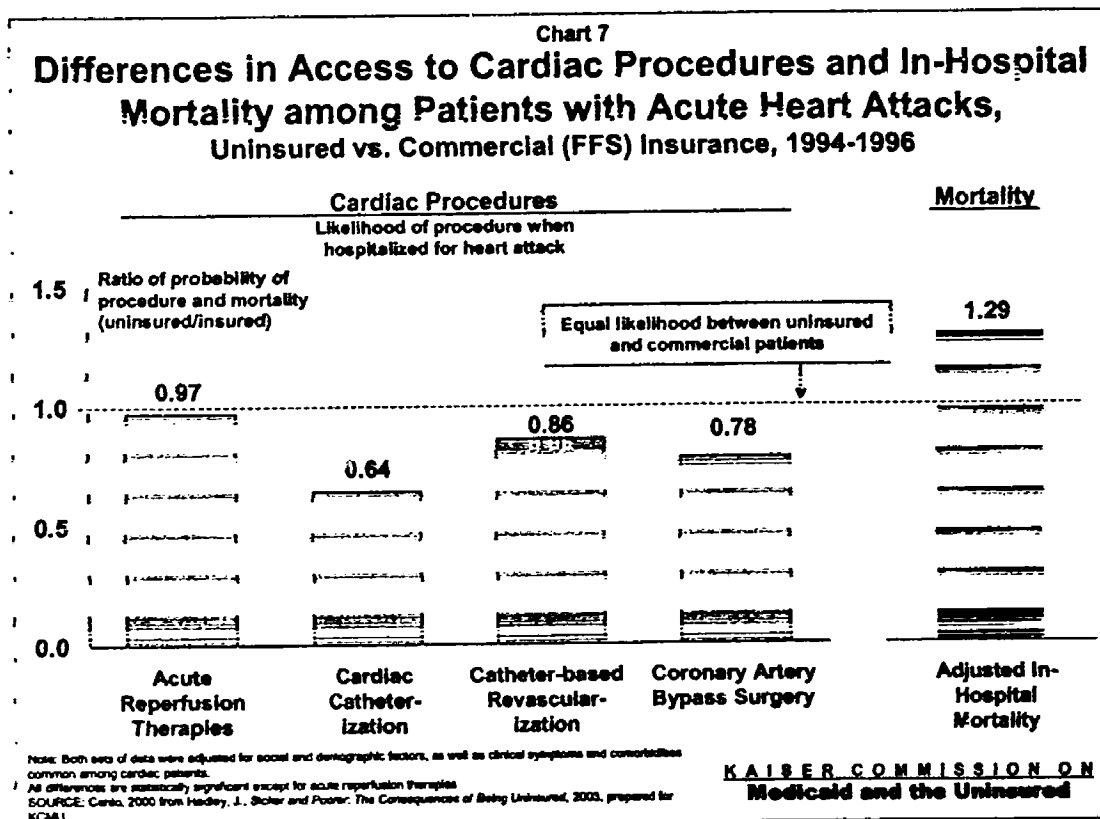 Chart 7
Differences in Access to Cardiac Procedures and In-Hospital
Mortality among Patients with Acute Heart Attacks,
Uninsured vs. Commercial (FFS) Insurance, 1994-1996
Cardiac Procedures
Likelihood of procedure when
hospitalized for heart attack
Mortality
Ratio of probability of
procedure and mortality
(uninsured/insured)
Equal likelihood between uninsured
and commercial patients
1.5
1.0
0.5
0.0
0.97
0.64
0.86
0.78
1.29
Acute
Reperfusion
Therapies
Cardiac
Catheter-
ization
Catheter-based
Revascular-
ization
Coronary Artery
Bypass Surgery
Adjusted In-
Hospital
Mortality
Note: Both sets of data were adjusted for social and demographic factors, as well as clinical symptoms and comorbidities
common among cardiac patients.
All differences are statistically significant except for acute reperfusion therapies
SOURCE: Canto, 2000 from Hadley, J., Sicker and Poorer: The Consequences of Being Uninsured, 2003, prepared for
KCMU
KAISER COMMISSION ON
Medicaid and the Uninsured